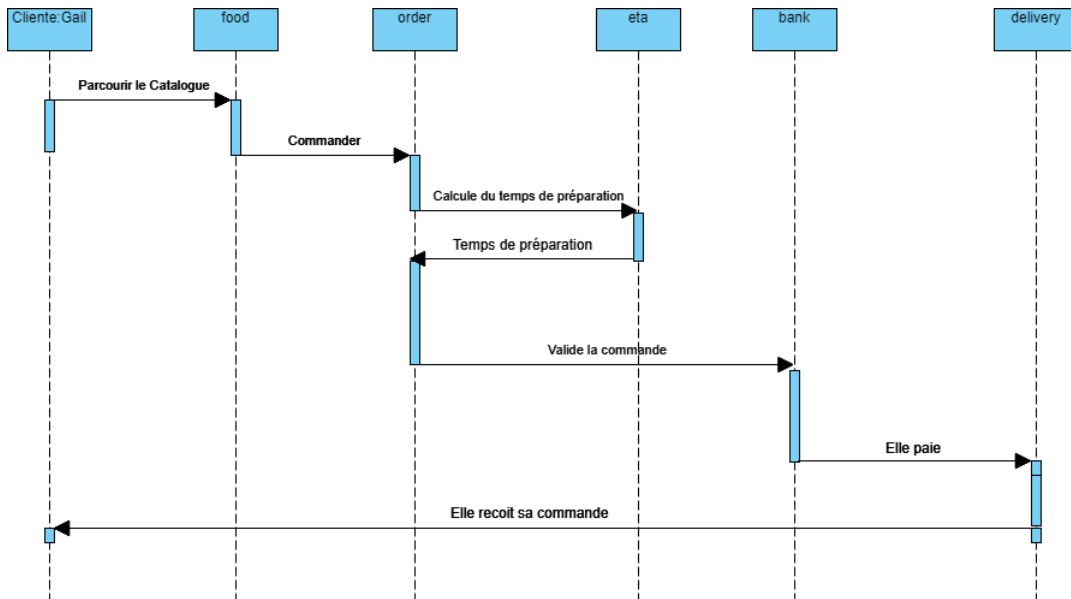 Cliente:Gail
food
order
eta
bank
delivery
Parcourir le Catalogue
Commander
Calcule du temps de préparation
Temps de préparation
Valide la commande
Elle paie
Elle recoit sa commande